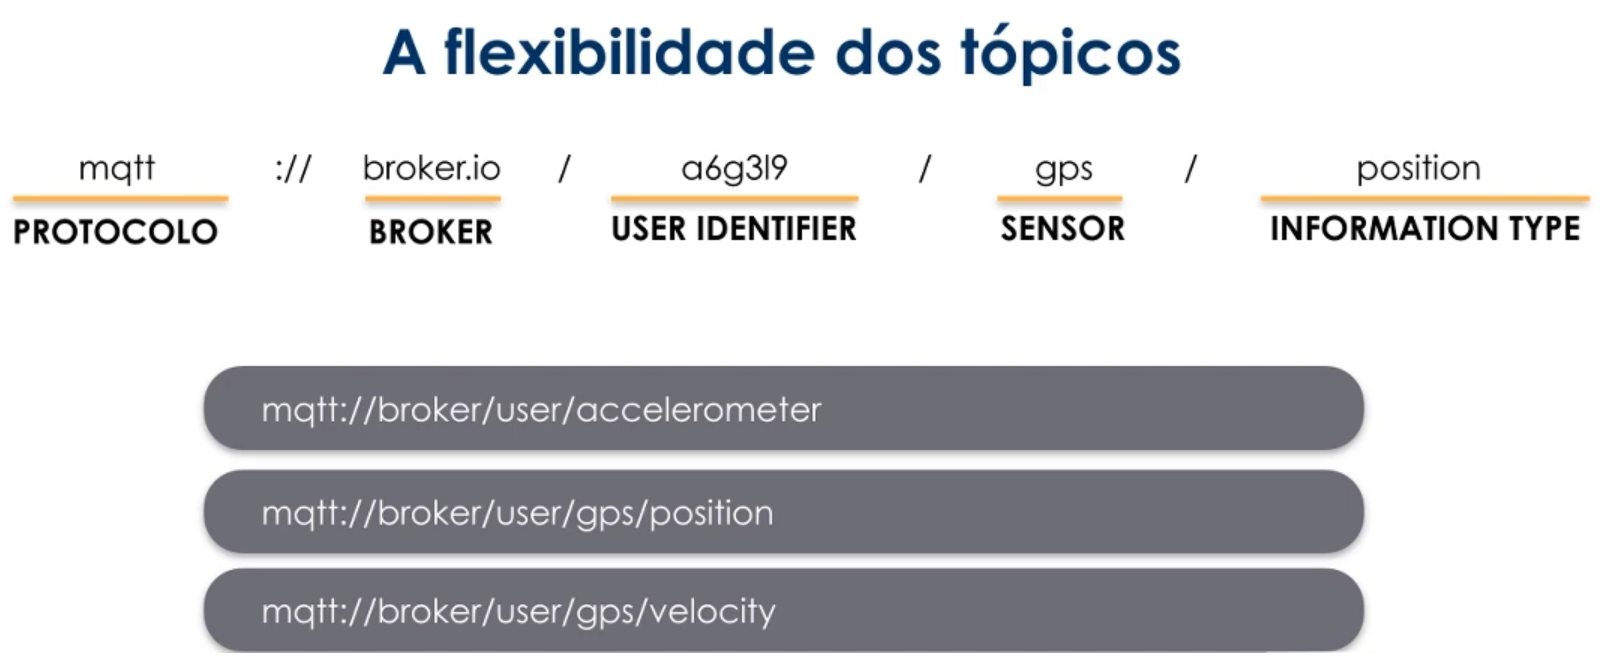 A flexibilidade dos tópicos
mqtt :// broker.io / a6g3l9 / gps / position
PROTOCOLO BROKER USER IDENTIFIER SENSOR INFORMATION TYPE
mqtt://broker/user/accelerometer
mqtt://broker/user/gps/position
mqtt://broker/user/gps/velocity